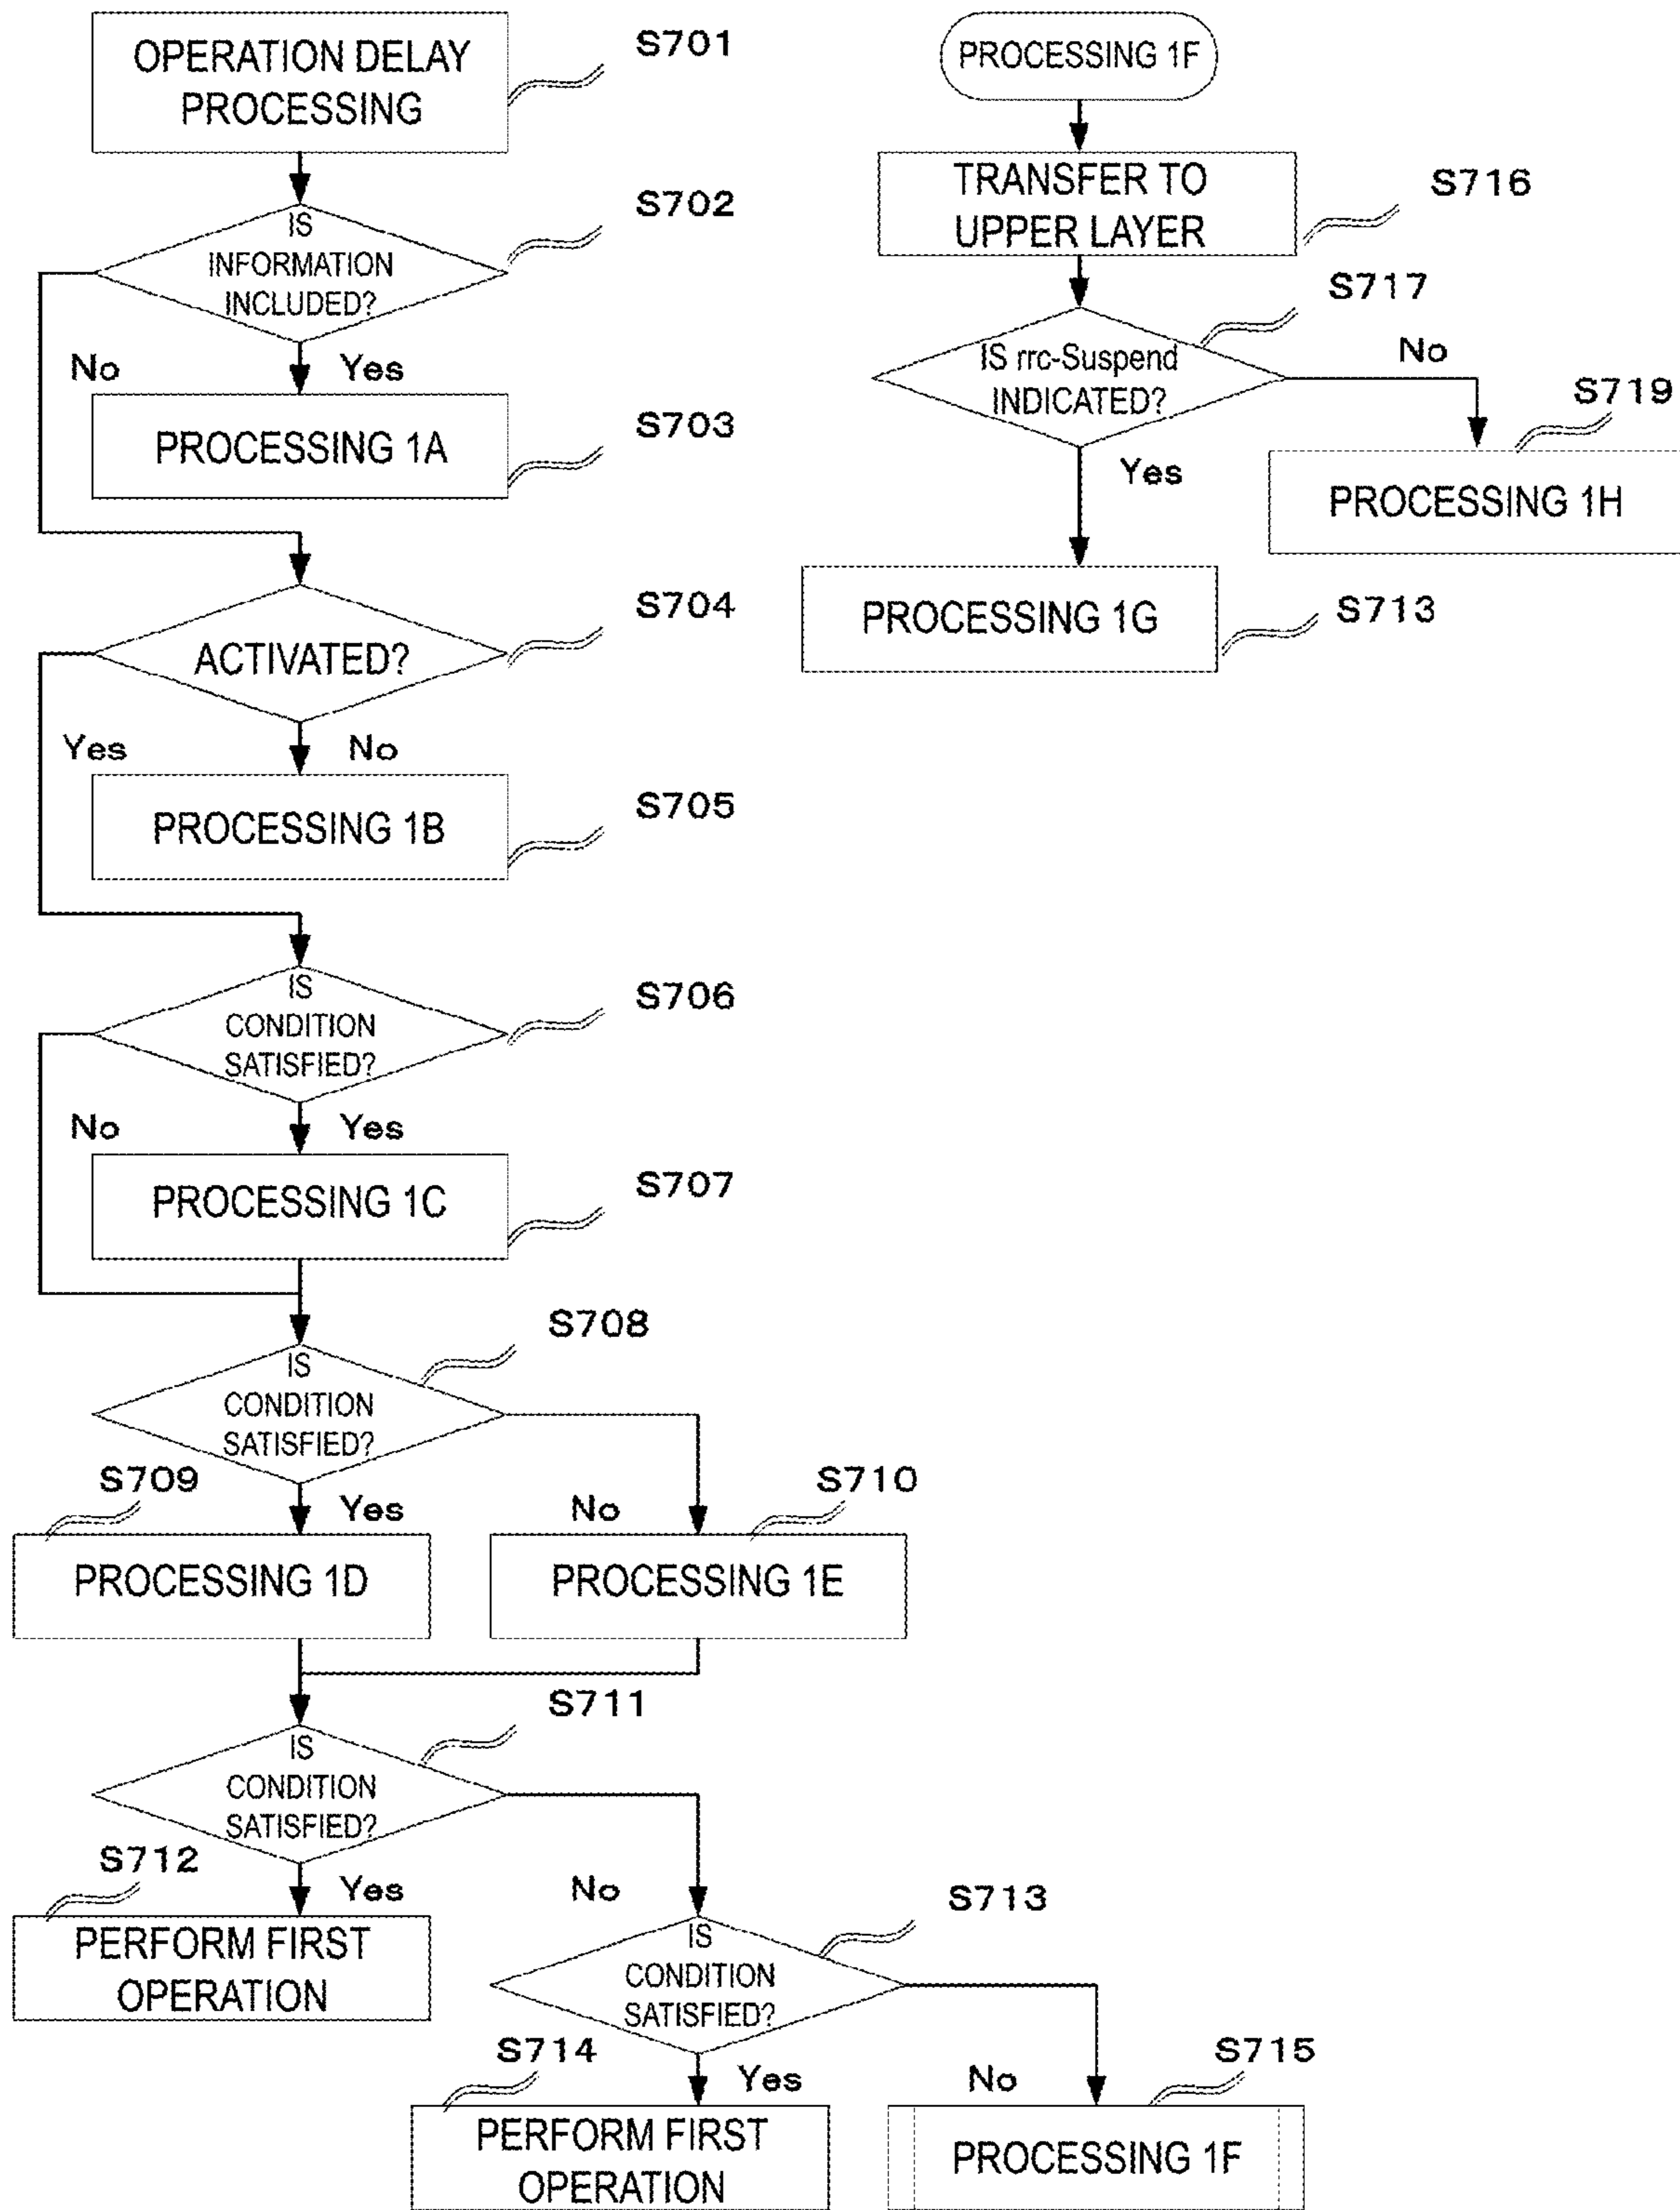 OPERATION DELAY
PROCESSING
S701
IS
INFORMATION
INCLUDED?
S702
No
Yes
PROCESSING 1A
S703
ACTIVATED?
S704
Yes
No
PROCESSING 1B
S705
IS
CONDITION
SATISFIED?
S706
No
Yes
PROCESSING 1C
S707
IS
CONDITION
SATISFIED?
S708
S709
Yes
No
S710
PROCESSING 1D
PROCESSING 1E
IS
CONDITION
SATISFIED?
S711
S712
Yes
No
PERFORM FIRST
OPERATION
IS
CONDITION
SATISFIED?
S713
S714
Yes
No
S715
PERFORM FIRST
OPERATION
PROCESSING 1F
PROCESSING 1F
TRANSFER TO
UPPER LAYER
S716
IS rrc-Suspend
INDICATED?
S717
No
Yes
S719
PROCESSING 1H
PROCESSING 1G
S713